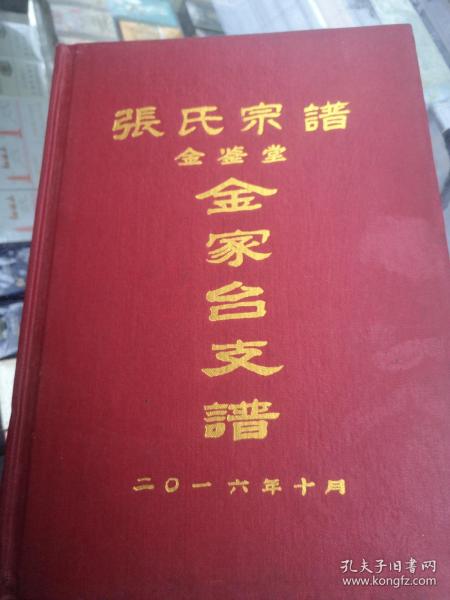 張氏宗譜
金鉴堂
金家台支譜
二〇一六年十月
孔夫子旧书网
www.kongfz.com